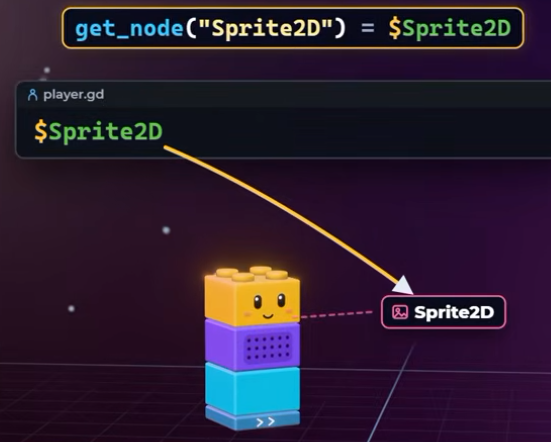 get_node("Sprite2D") = $Sprite2D
player.gd
$Sprite2D
Sprite2D
>>